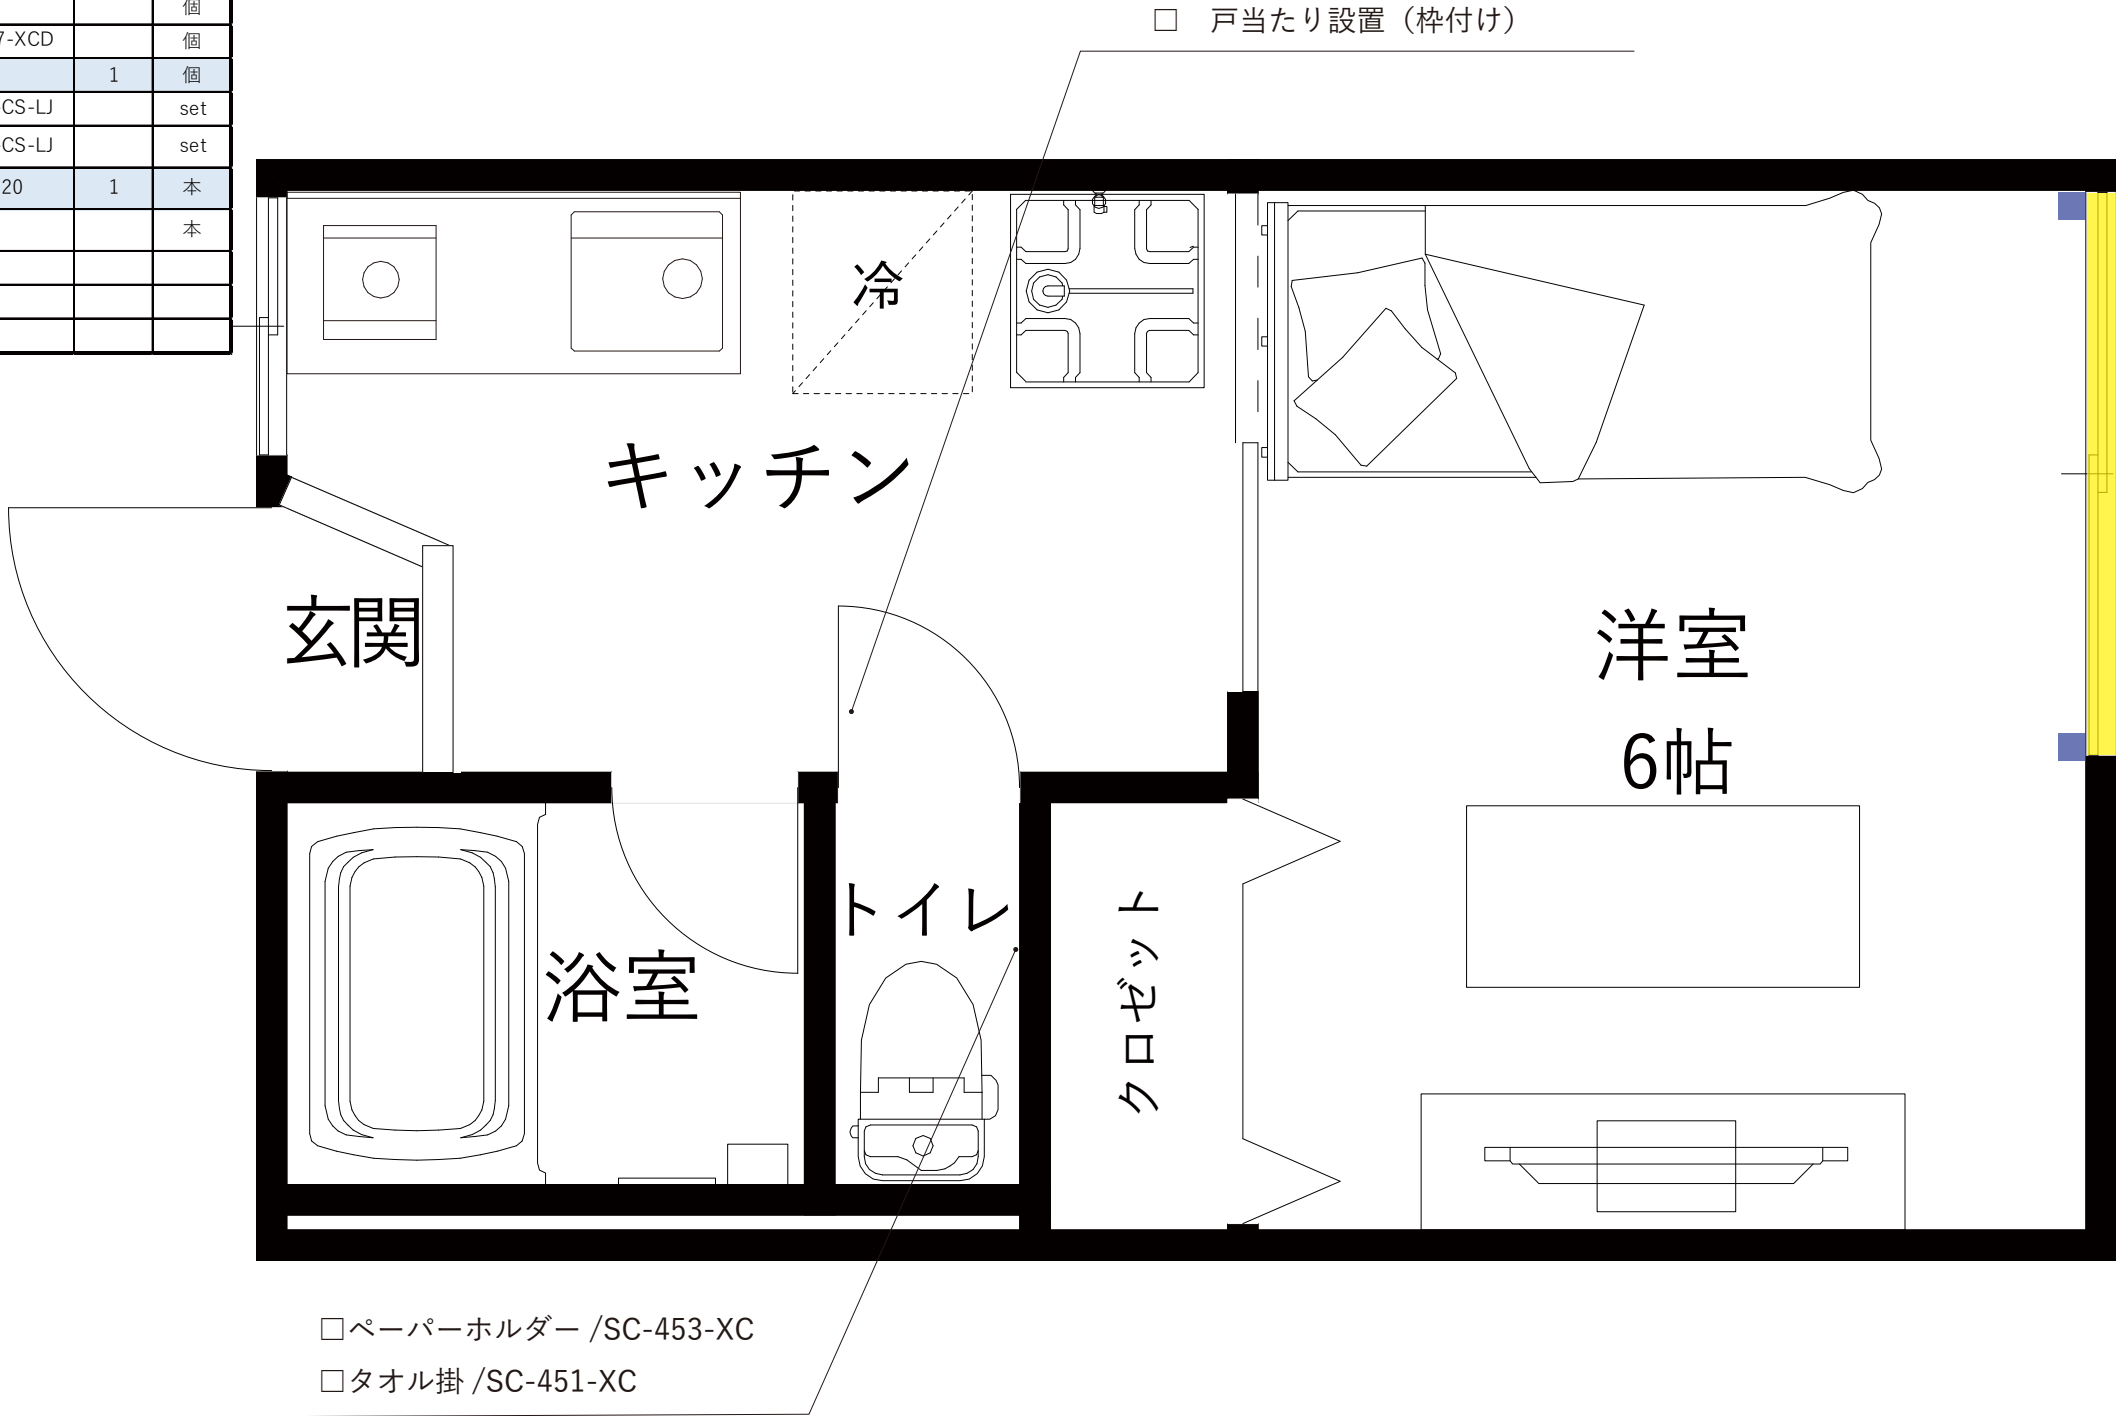 個
7-XCD 個
1 個
CS-LJ set
CS-LJ set
20 1 本
本
□ 戸当たり設置（枠付け）
冷
キッチン
玄関
洋室
6帖
トイレ
浴室
クロゼット
□ペーパーホルダー /SC-453-XC
□タオル掛 /SC-451-XC